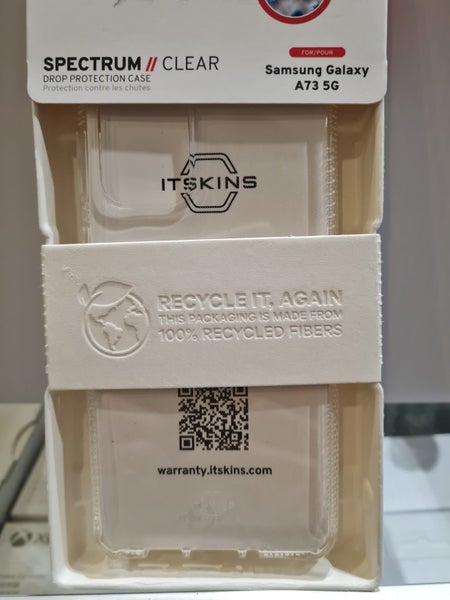 SPECTRUM // CLEAR
DROP PROTECTION CASE
Protection contre les chutes
FOR/POUR
Samsung Galaxy
A73 5G
ITSKINS
RECYCLE IT, AGAIN
THIS PACKAGING IS MADE FROM
100% RECYCLED FIBERS
warranty.itskins.com